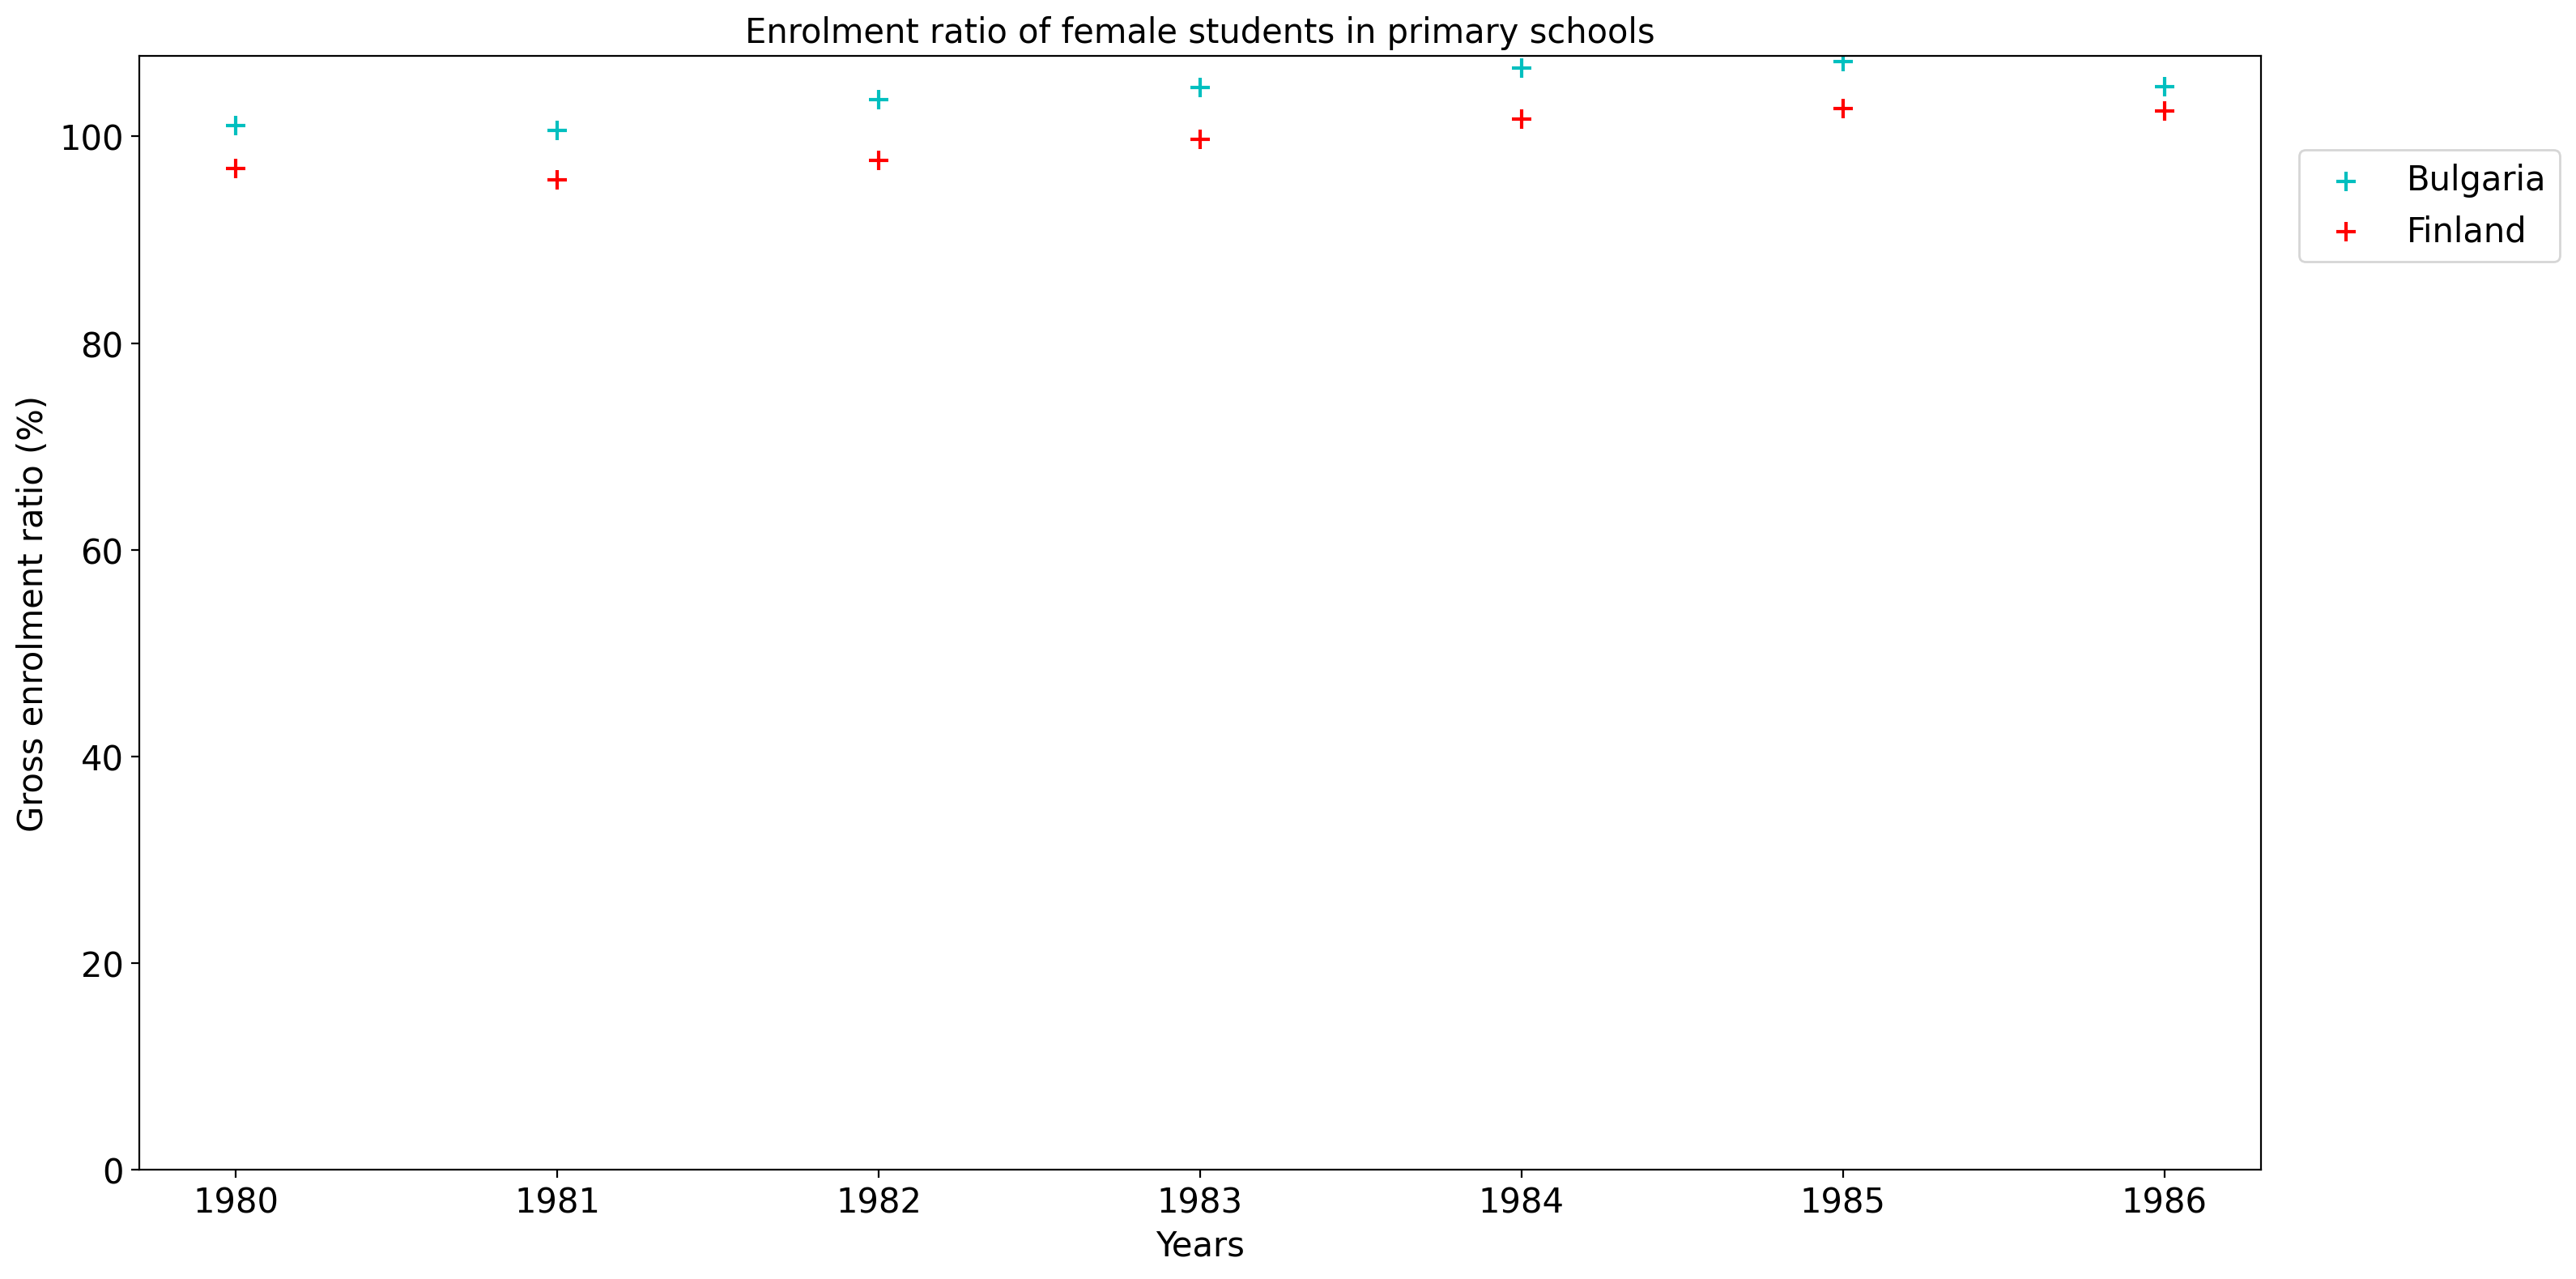 Enrolment ratio of female students in primary schools
Gross enrolment ratio (%)
100
80
60
40
20
0
1980 1981 1982 1983 1984 1985 1986
Years
Bulgaria
Finland